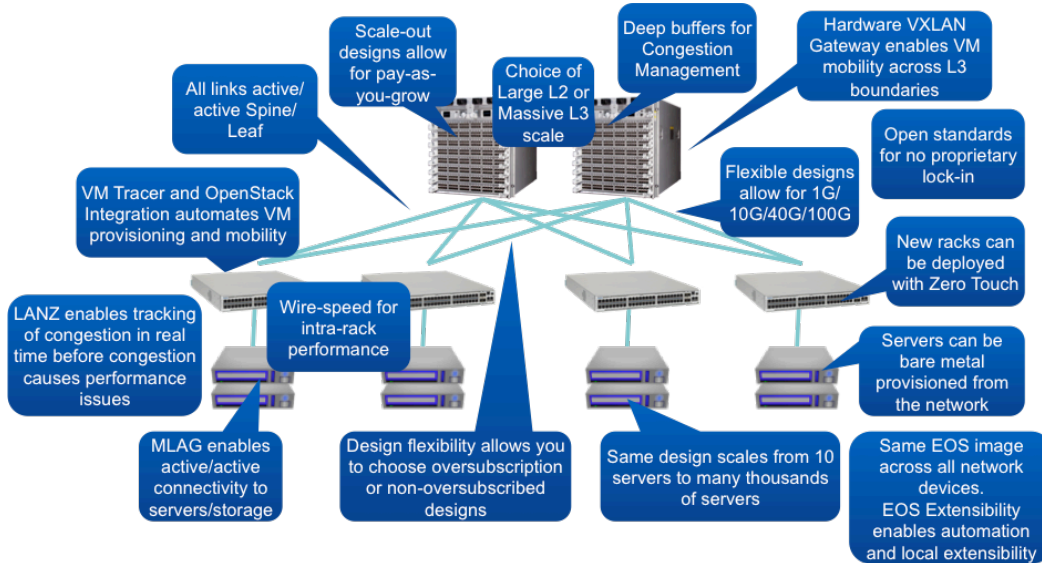 Scale-out
designs allow
for pay-as-
you-grow
Choice of
Large L2 or
Massive L3
scale
Deep buffers for
Congestion
Management
Hardware VXLAN
Gateway enables VM
mobility across L3
boundaries
All links active/
active Spine/
Leaf
Open standards
for no proprietary
lock-in
VM Tracer and OpenStack
Integration automates VM
provisioning and mobility
Flexible designs
allow for 1G/
10G/40G/100G
New racks can
be deployed
with Zero Touch
LANZ enables tracking
of congestion in real
time before congestion
causes performance
issues
Wire-speed for
intra-rack
performance
Servers can be
bare metal
provisioned from
the network
MLAG enables
active/active
connectivity to
servers/storage
Design flexibility allows you
to choose oversubscription
or non-oversubscribed
designs
Same design scales from 10
servers to many thousands
of servers
Same EOS image
across all network
devices.
EOS Extensibility
enables automation
and local extensibility